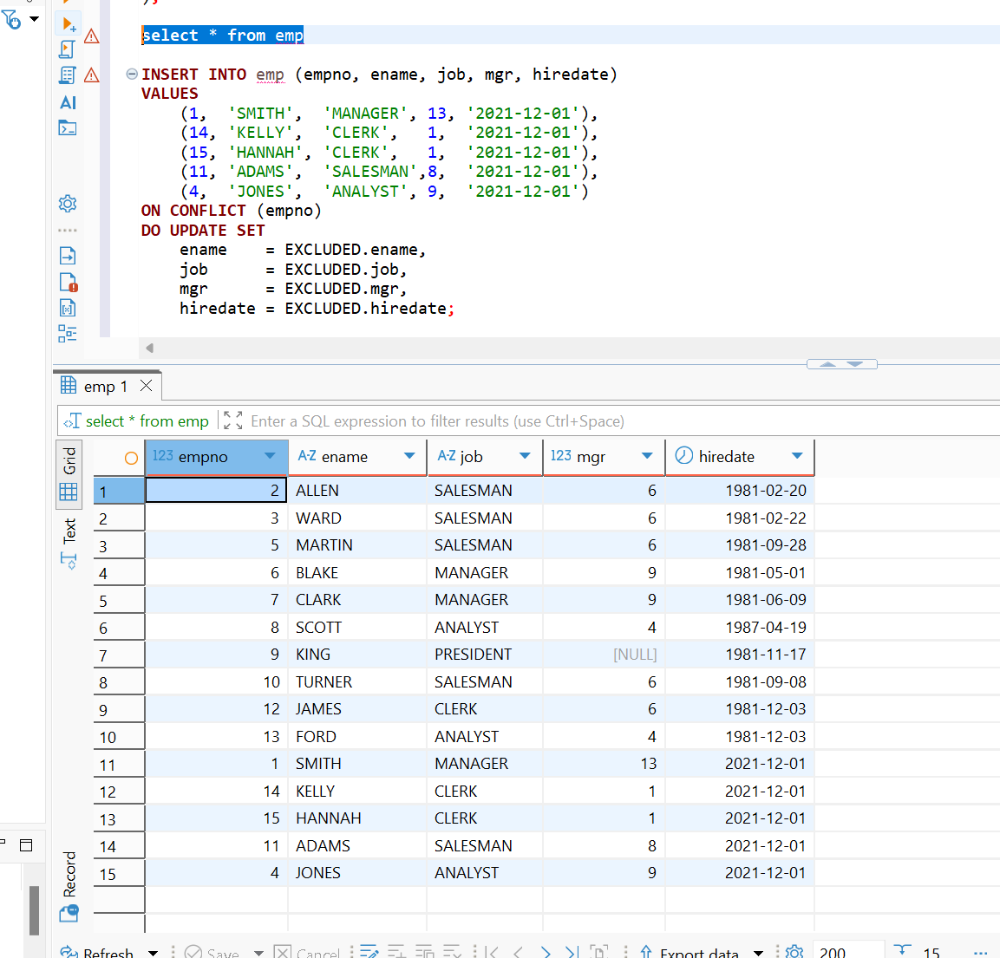 );
select * from emp
INSERT INTO emp (empno, ename, job, mgr, hiredate)
VALUES
(1, 'SMITH', 'MANAGER', 13, '2021-12-01'),
(14, 'KELLY', 'CLERK', 1, '2021-12-01'),
(15, 'HANNAH', 'CLERK', 1, '2021-12-01'),
(11, 'ADAMS', 'SALESMAN',8, '2021-12-01'),
(4, 'JONES', 'ANALYST', 9, '2021-12-01')
ON CONFLICT (empno)
DO UPDATE SET
ename = EXCLUDED.ename,
job = EXCLUDED.job,
mgr = EXCLUDED.mgr,
hiredate = EXCLUDED.hiredate;
AI
emp 1
select * from emp Enter a SQL expression to filter results (use Ctrl+Space)
Grid
Text
Record
123 empno A-Z ename A-Z job 123 mgr hiredate
1 2 ALLEN SALESMAN 6 1981-02-20
2 3 WARD SALESMAN 6 1981-02-22
3 5 MARTIN SALESMAN 6 1981-09-28
4 6 BLAKE MANAGER 9 1981-05-01
5 7 CLARK MANAGER 9 1981-06-09
6 8 SCOTT ANALYST 4 1987-04-19
7 9 KING PRESIDENT [NULL] 1981-11-17
8 10 TURNER SALESMAN 6 1981-09-08
9 12 JAMES CLERK 6 1981-12-03
10 13 FORD ANALYST 4 1981-12-03
11 1 SMITH MANAGER 13 2021-12-01
12 14 KELLY CLERK 1 2021-12-01
13 15 HANNAH CLERK 1 2021-12-01
14 11 ADAMS SALESMAN 8 2021-12-01
15 4 JONES ANALYST 9 2021-12-01
Refresh Save Cancel Export data 200 15 ...